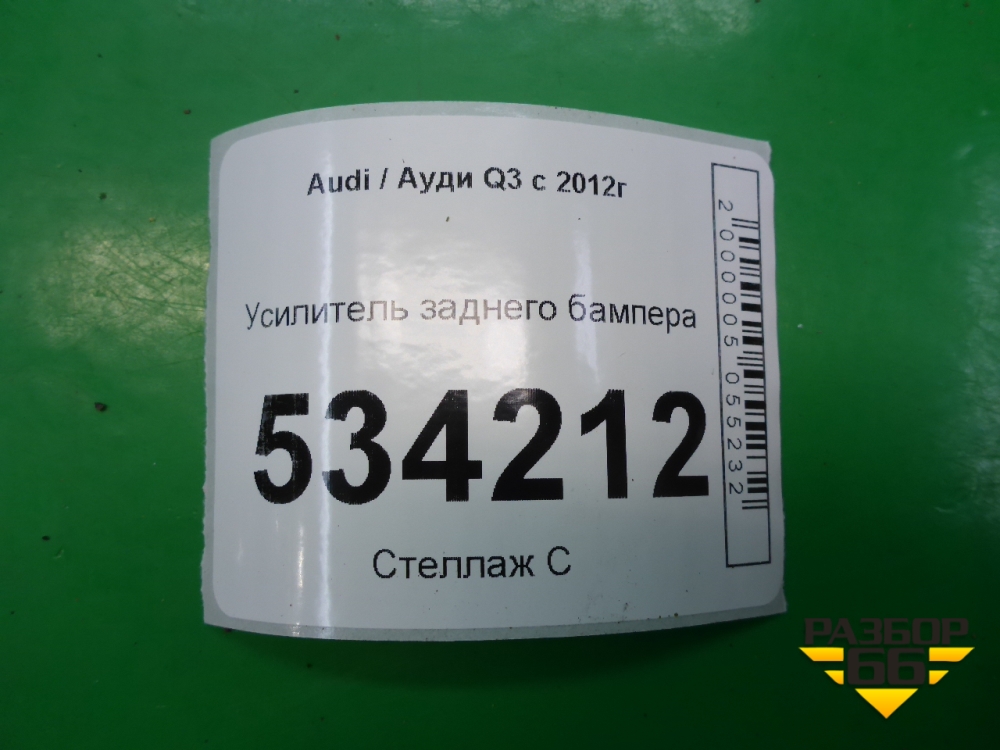 Audi / Ауди Q3 с 2012г
Усилитель заднего бампера
534212
Стеллаж С
2000005055232
РАЗБОР
66